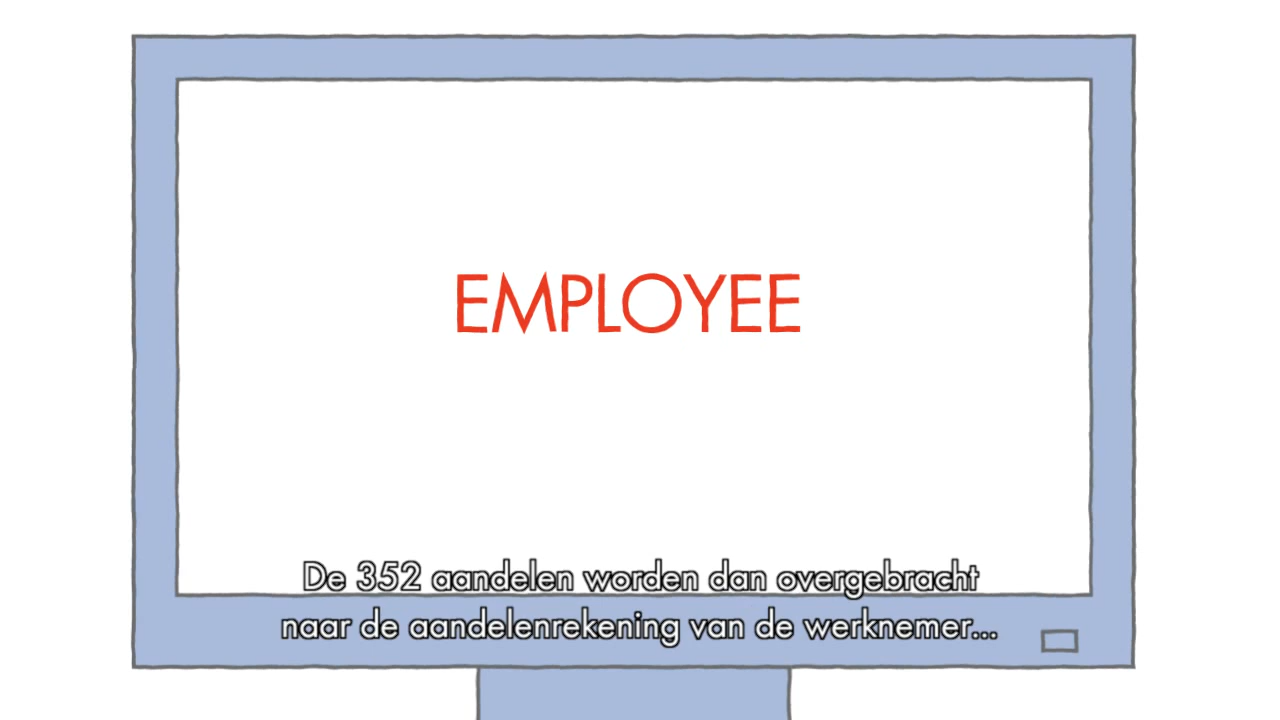 EMPLOYEE
De 352 aandelen worden dan overgebracht
naar de aandelenrekening van de werknemer...